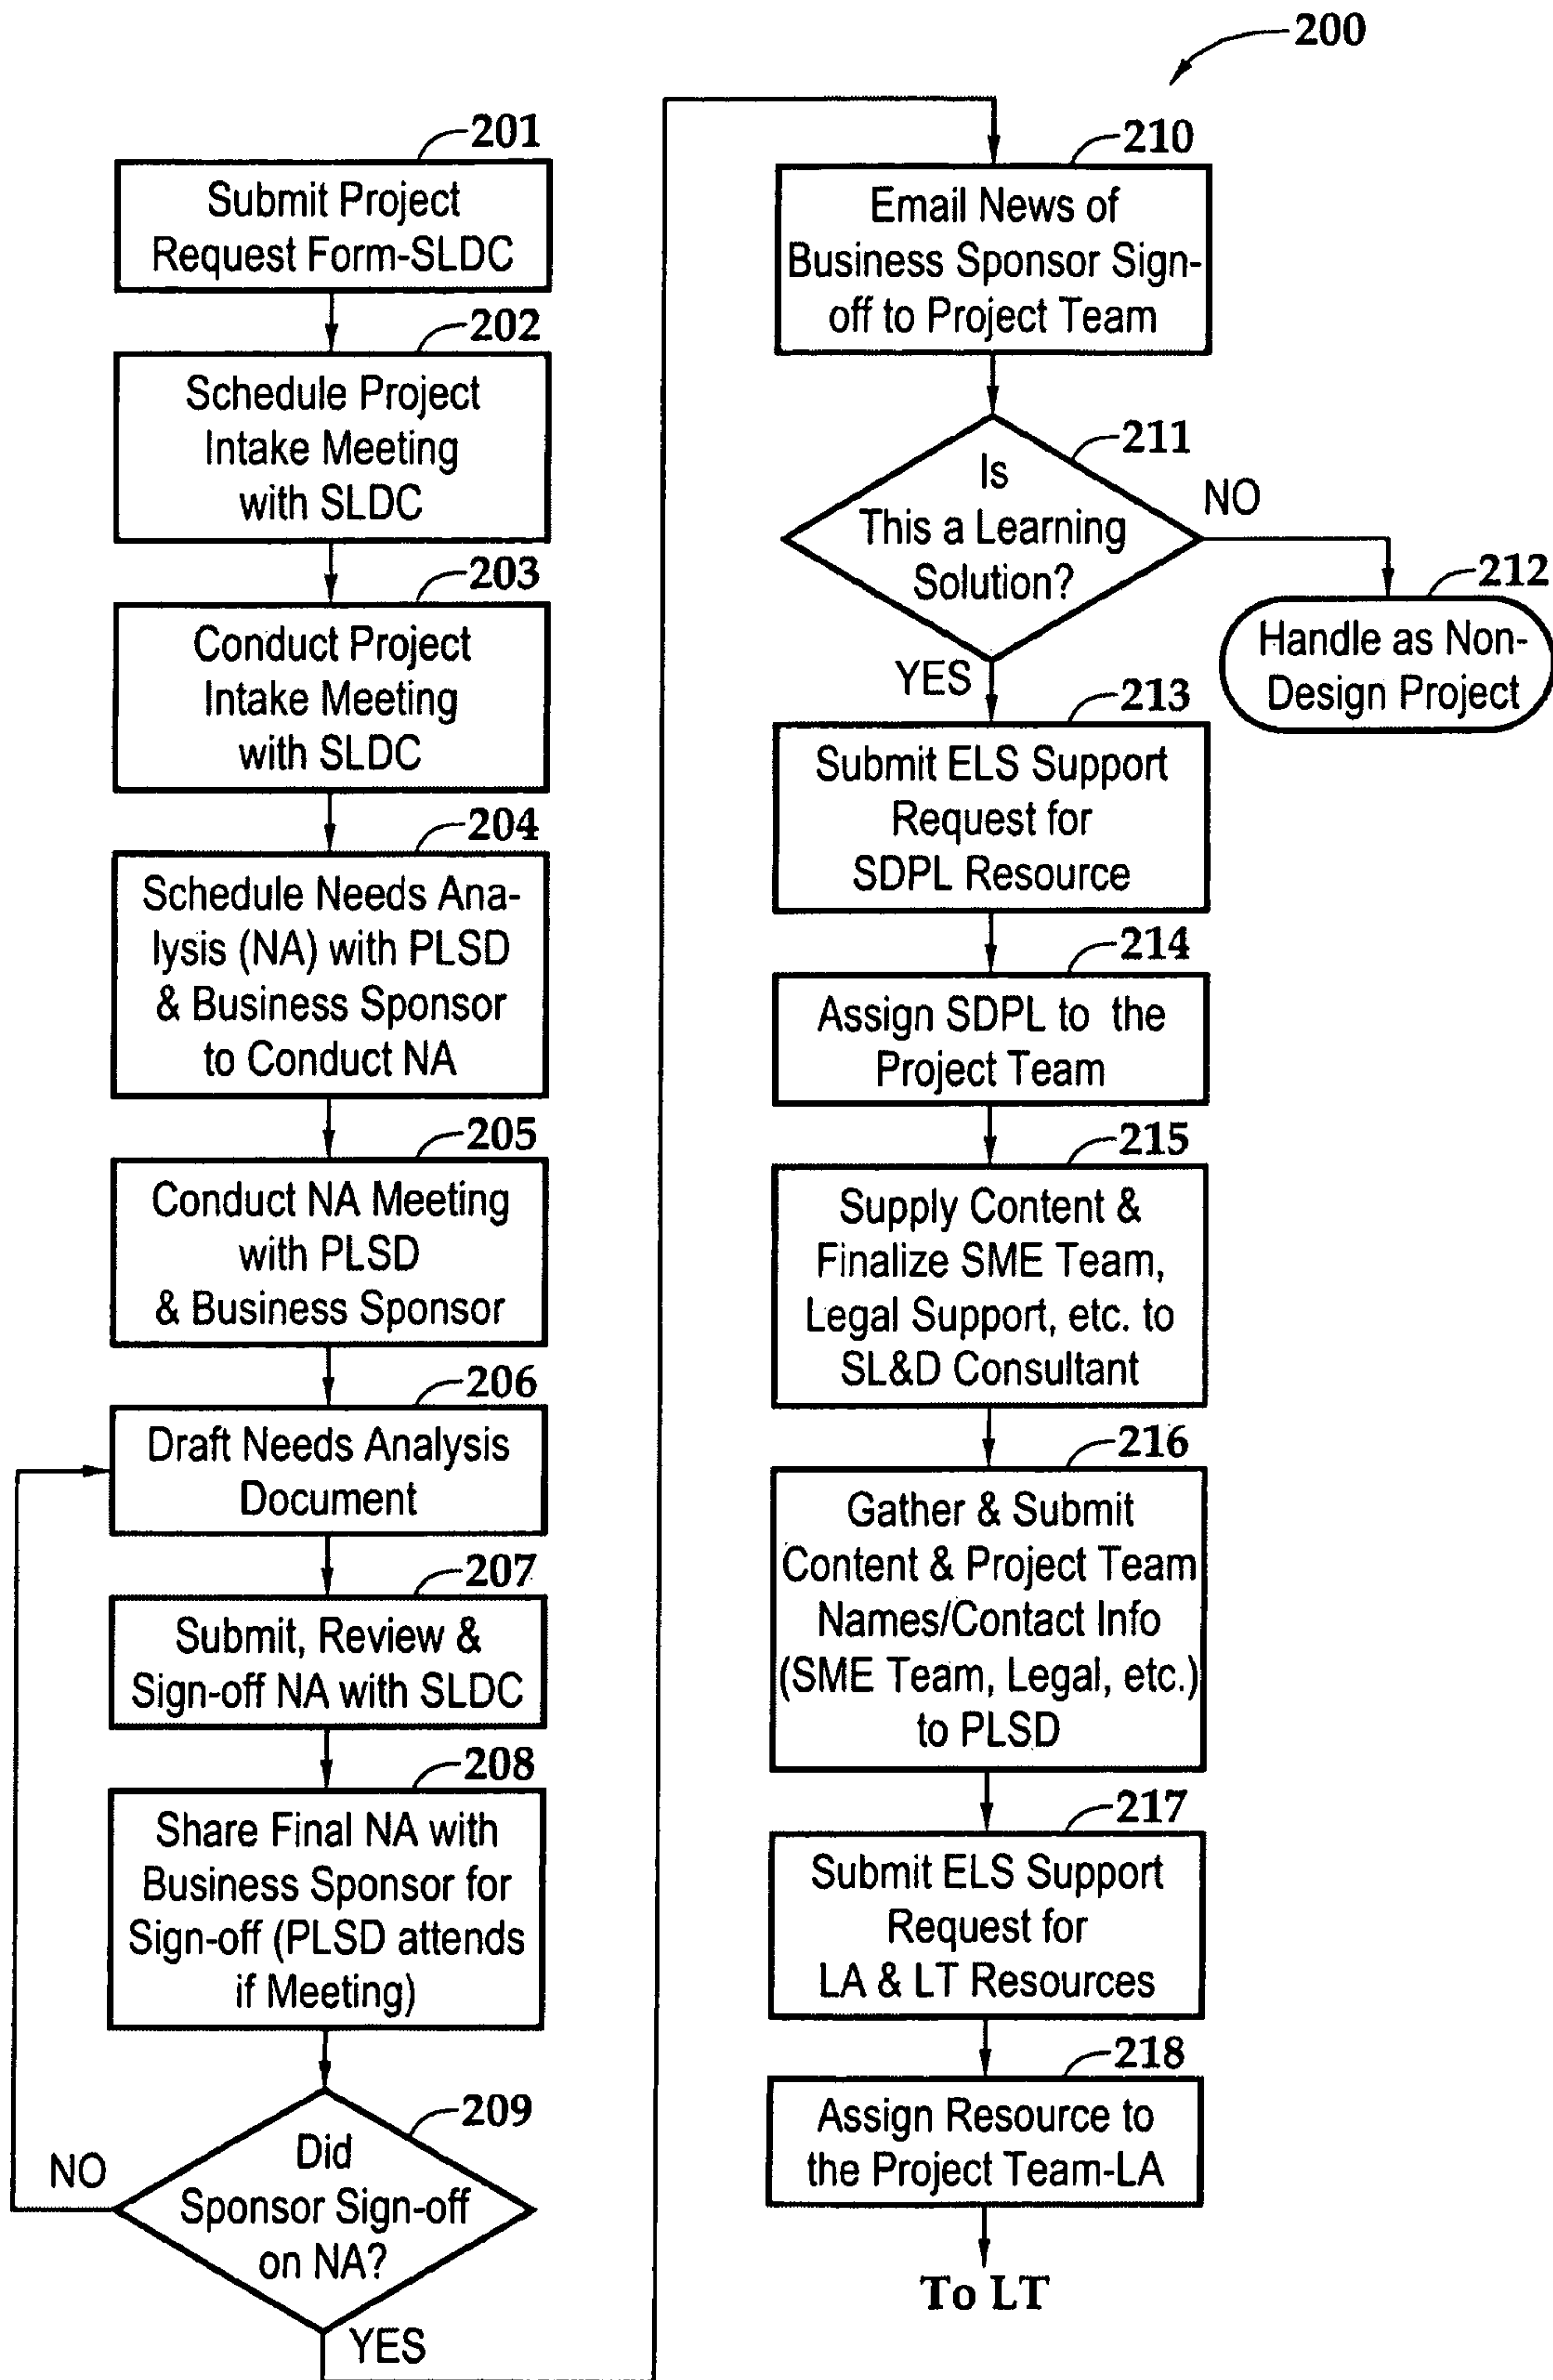 200
201
Submit Project
Request Form-SLDC
202
Schedule Project
Intake Meeting
with SLDC
203
Conduct Project
Intake Meeting
with SLDC
204
Schedule Needs Ana-
lysis (NA) with PLSD
& Business Sponsor
to Conduct NA
205
Conduct NA Meeting
with PLSD
& Business Sponsor
206
Draft Needs Analysis
Document
207
Submit, Review &
Sign-off NA with SLDC
208
Share Final NA with
Business Sponsor for
Sign-off (PLSD attends
if Meeting)
209
Did
Sponsor Sign-off
on NA?
NO
YES
210
Email News of
Business Sponsor Sign-
off to Project Team
211
Is
This a Learning
Solution?
NO
212
Handle as Non-
Design Project
YES
213
Submit ELS Support
Request for
SDPL Resource
214
Assign SDPL to the
Project Team
215
Supply Content &
Finalize SME Team,
Legal Support, etc. to
SL&D Consultant
216
Gather & Submit
Content & Project Team
Names/Contact Info
(SME Team, Legal, etc.)
to PLSD
217
Submit ELS Support
Request for
LA & LT Resources
218
Assign Resource to
the Project Team-LA
To LT